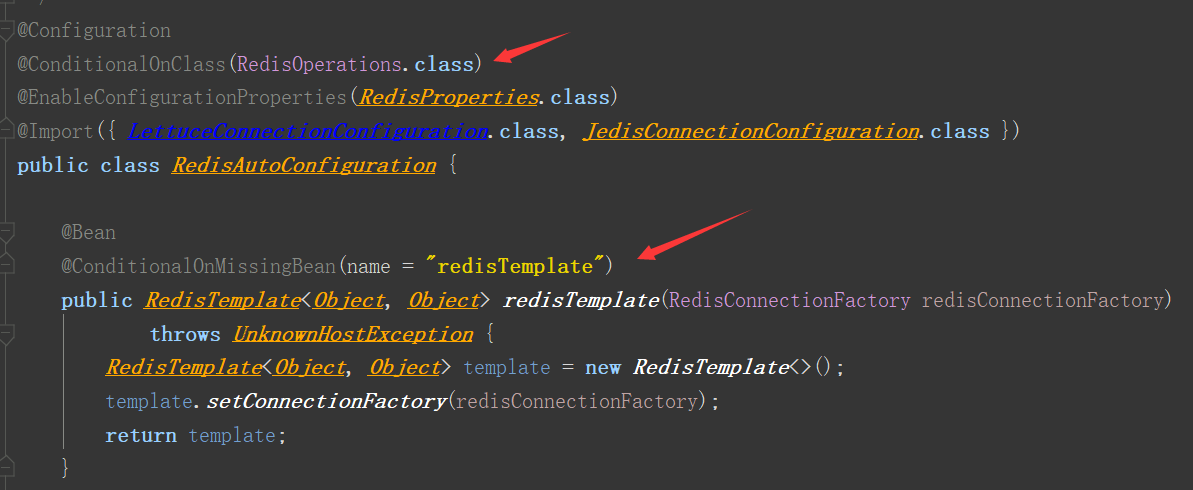 @Configuration
@ConditionalOnClass(RedisOperations.class)
@EnableConfigurationProperties(RedisProperties.class)
@Import({ LettuceConnectionConfiguration.class, JedisConnectionConfiguration.class })
public class RedisAutoConfiguration {
@Bean
@ConditionalOnMissingBean(name = "redisTemplate")
public RedisTemplate<Object, Object> redisTemplate(RedisConnectionFactory redisConnectionFactory)
throws UnknownHostException {
RedisTemplate<Object, Object> template = new RedisTemplate<>();
template.setConnectionFactory(redisConnectionFactory);
return template;
}